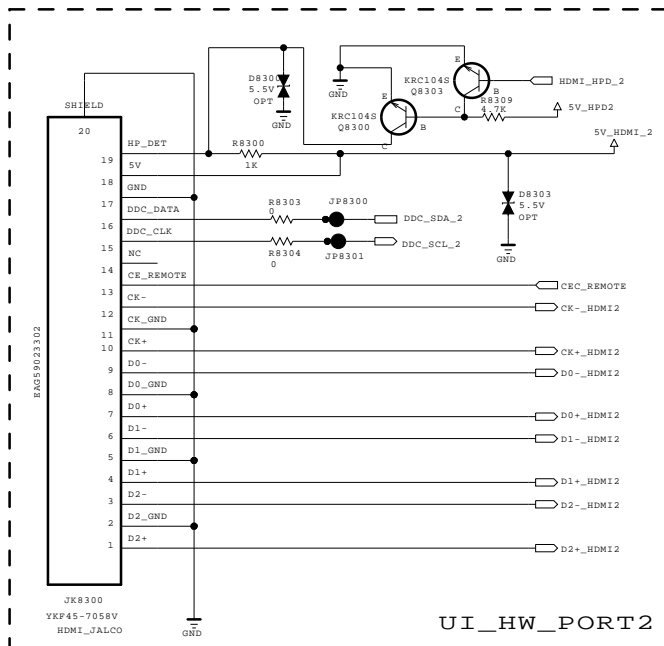 E
KRC104S
Q8303
B
HDMI_HPD_2
C
D8300
5.5V
OPT
GND
GND
E
KRC104S
Q8300
B
C
R8309
4.7K
5V_HPD2
SHIELD
20
HP_DET
R8300
1K
5V_HDMI_2
19
5V
18
GND
D8303
5.5V
OPT
GND
17
DDC_DATA
R8303
0
JP8300
DDC_SDA_2
16
DDC_CLK
R8304
0
JP8301
DDC_SCL_2
15
NC
14
CE_REMOTE
CEC_REMOTE
13
CK-
CK-_HDMI2
12
CK_GND
11
CK+
CK+_HDMI2
10
D0-
D0-_HDMI2
9
D0_GND
8
D0+
D0+_HDMI2
7
D1-
D1-_HDMI2
6
D1_GND
5
D1+
D1+_HDMI2
4
D2-
D2-_HDMI2
3
D2_GND
2
D2+
D2+_HDMI2
1
EAG59023302
JK8300
YKF45-7058V
HDMI_JALCO
GND
UI_HW_PORT2